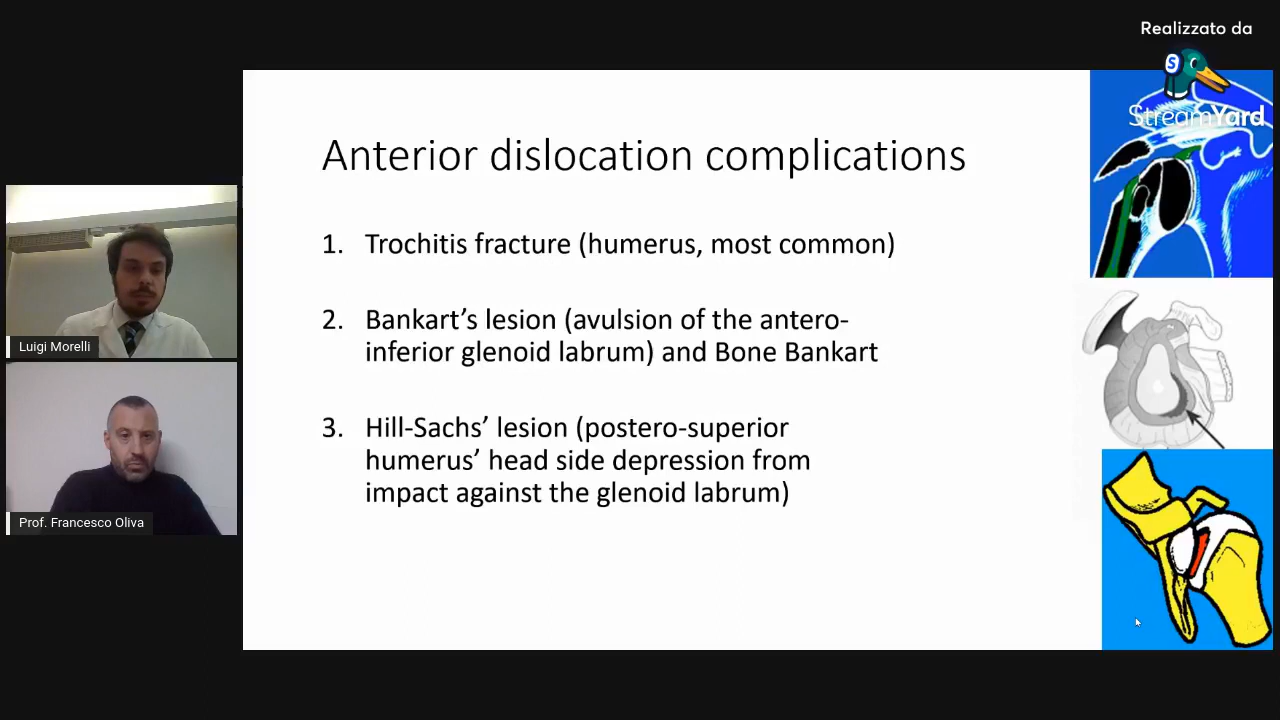 Realizzato da
StreamYard
Anterior dislocation complications
1. Trochitis fracture (humerus, most common)
2. Bankart’s lesion (avulsion of the antero-
inferior glenoid labrum) and Bone Bankart
3. Hill-Sachs’ lesion (postero-superior
humerus’ head side depression from
impact against the glenoid labrum)
Luigi Morelli
Prof. Francesco Oliva